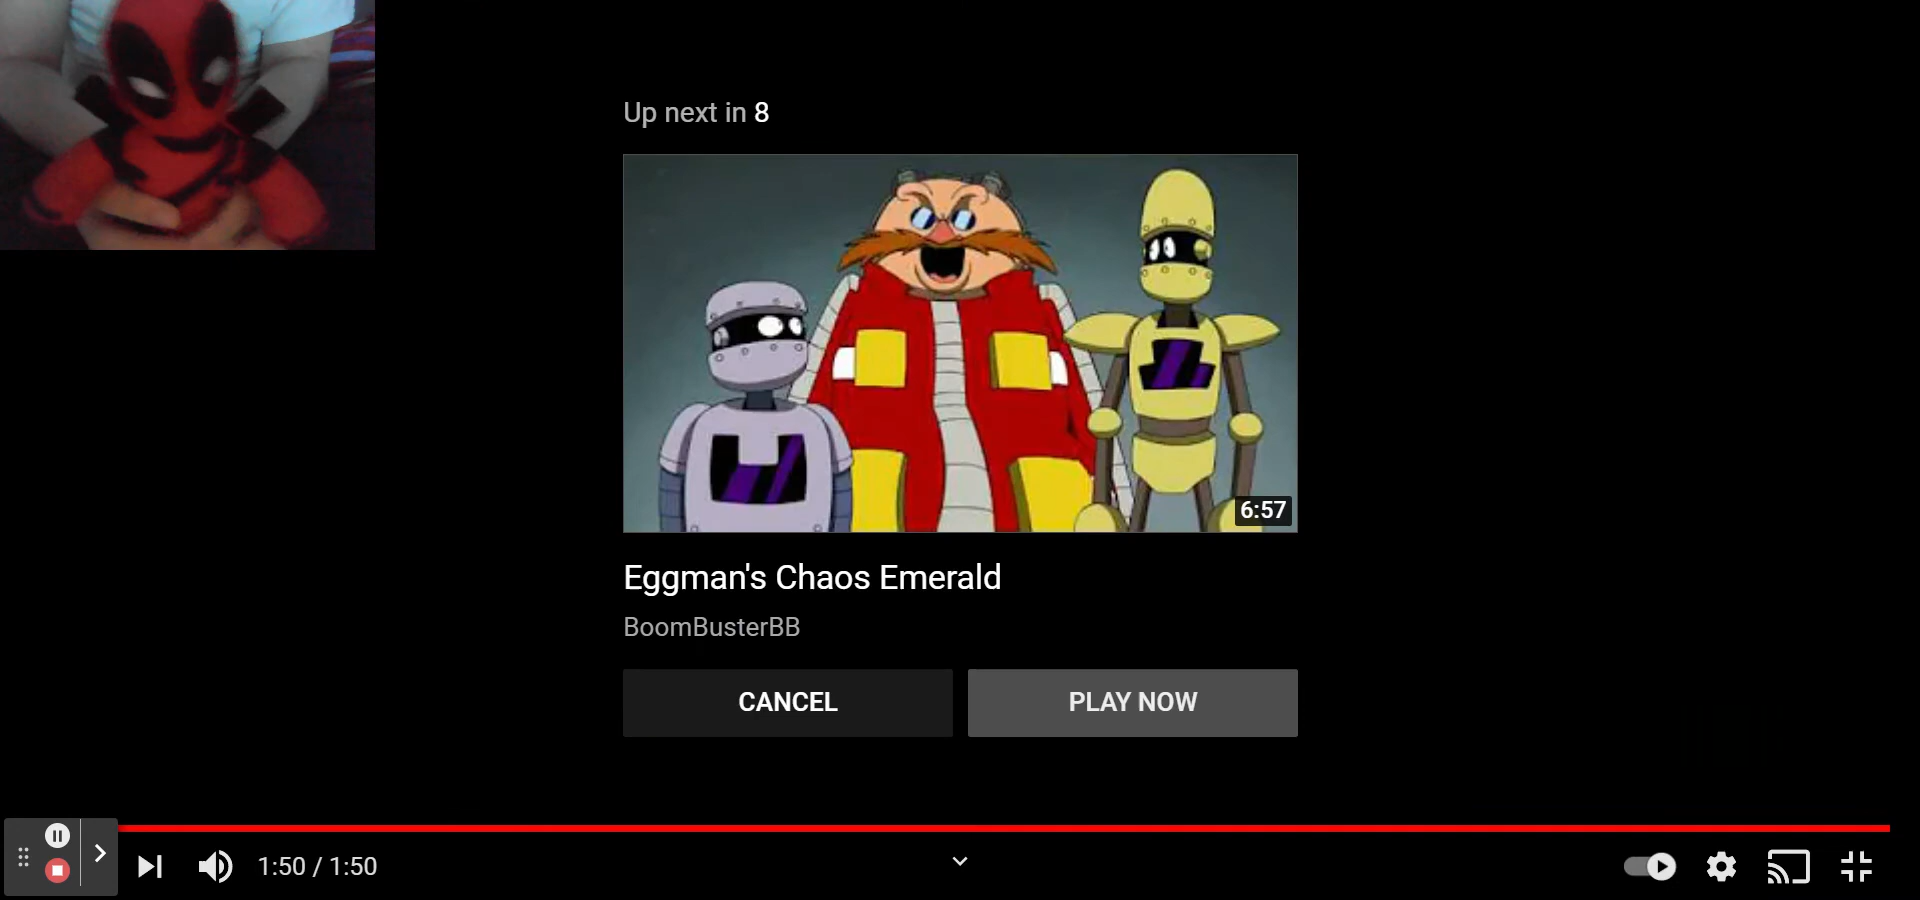 Up next in 8
6:57
Eggman's Chaos Emerald
BoomBusterBB
CANCEL
PLAY NOW
1:50 / 1:50